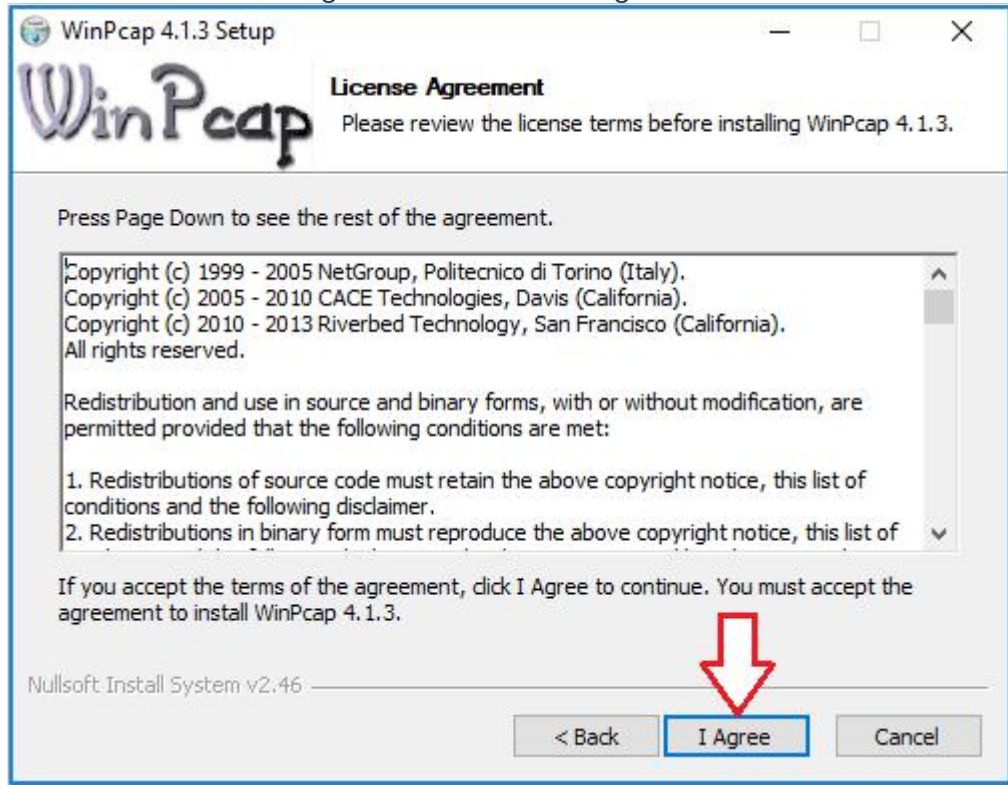 WinPcap 4.1.3 Setup
WinPcap
License Agreement
Please review the license terms before installing WinPcap 4.1.3.
Press Page Down to see the rest of the agreement.
Copyright (c) 1999 - 2005 NetGroup, Politecnico di Torino (Italy).
Copyright (c) 2005 - 2010 CACE Technologies, Davis (California).
Copyright (c) 2010 - 2013 Riverbed Technology, San Francisco (California).
All rights reserved.
Redistribution and use in source and binary forms, with or without modification, are
permitted provided that the following conditions are met:
1. Redistributions of source code must retain the above copyright notice, this list of
conditions and the following disclaimer.
2. Redistributions in binary form must reproduce the above copyright notice, this list of
If you accept the terms of the agreement, click I Agree to continue. You must accept the
agreement to install WinPcap 4.1.3.
Nullsoft Install System v2.46
< Back
I Agree
Cancel